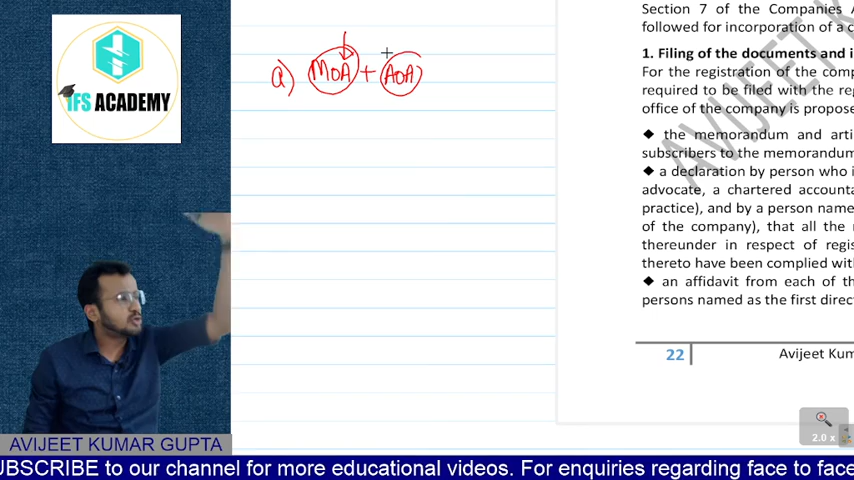 IFS ACADEMY
a) MOA + AOA
Section 7 of the Companies A
followed for incorporation of a c
1. Filing of the documents and i
For the registration of the comp
required to be filed with the reg
office of the company is propose
◆ the memorandum and arti
subscribers to the memorandum
◆ a declaration by person who i
advocate, a chartered accounta
practice), and by a person name
of the company), that all the r
thereunder in respect of regis
thereto have been complied with
◆ an affidavit from each of th
persons named as the first direc
22
Avijeet Kum
AVIJEET K
2.0 x
AVIJEET KUMAR GUPTA
UBSCRIBE to our channel for more educational videos. For enquiries regarding face to face